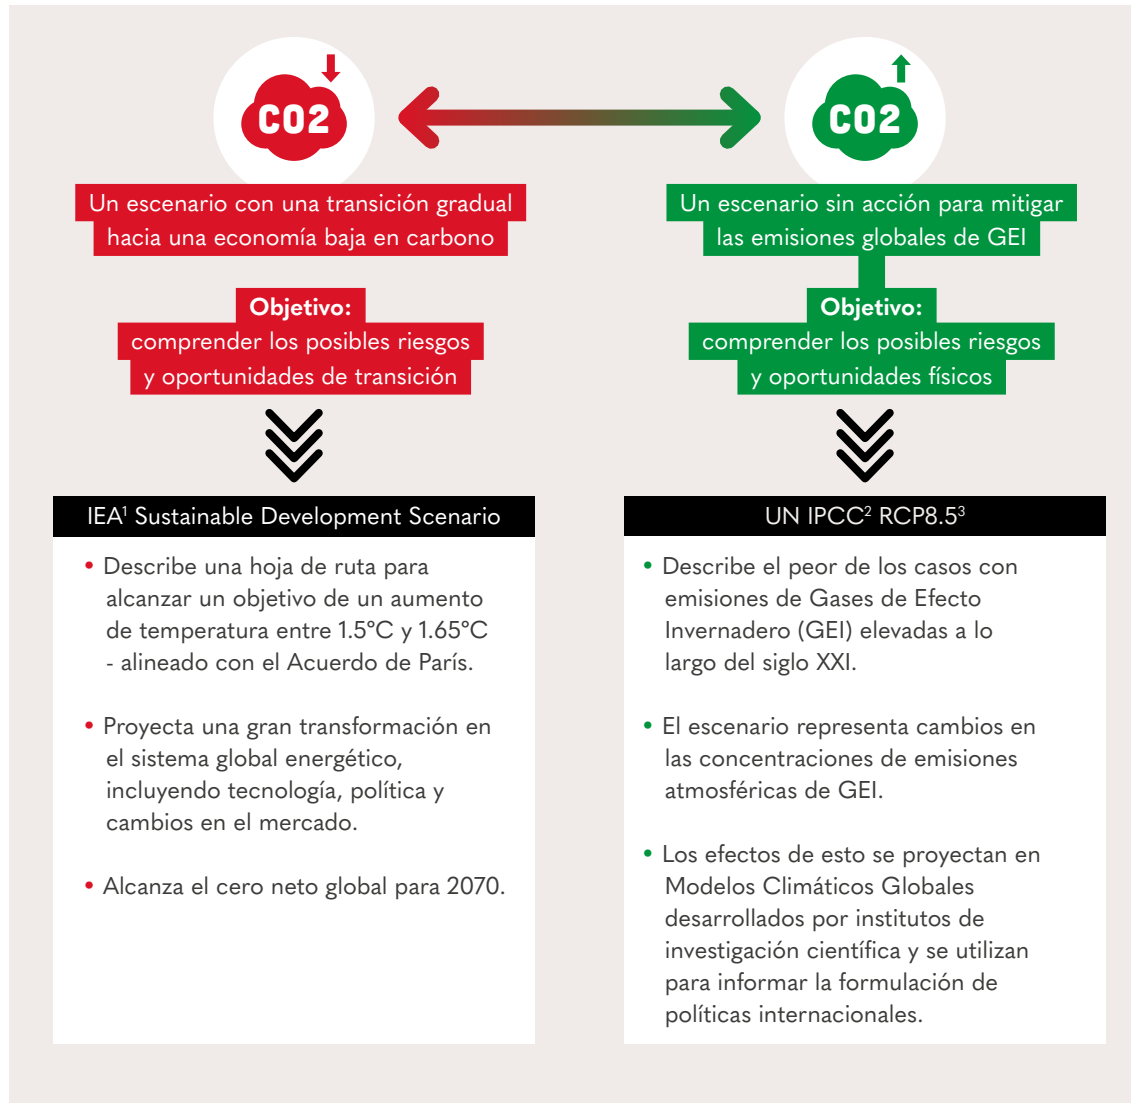 CO2
Un escenario con una transición gradual
hacia una economía baja en carbono
Objetivo:
comprender los posibles riesgos
y oportunidades de transición
IEA¹ Sustainable Development Scenario
• Describe una hoja de ruta para
alcanzar un objetivo de un aumento
de temperatura entre 1.5ºC y 1.65ºC
- alineado con el Acuerdo de París.
• Proyecta una gran transformación en
el sistema global energético,
incluyendo tecnología, política y
cambios en el mercado.
• Alcanza el cero neto global para 2070.
CO2
Un escenario sin acción para mitigar
las emisiones globales de GEI
Objetivo:
comprender los posibles riesgos
y oportunidades físicos
UN IPCC² RCP8.5³
• Describe el peor de los casos con
emisiones de Gases de Efecto
Invernadero (GEI) elevadas a lo
largo del siglo XXI.
• El escenario representa cambios en
las concentraciones de emisiones
atmosféricas de GEI.
• Los efectos de esto se proyectan en
Modelos Climáticos Globales
desarrollados por institutos de
investigación científica y se utilizan
para informar la formulación de
políticas internacionales.